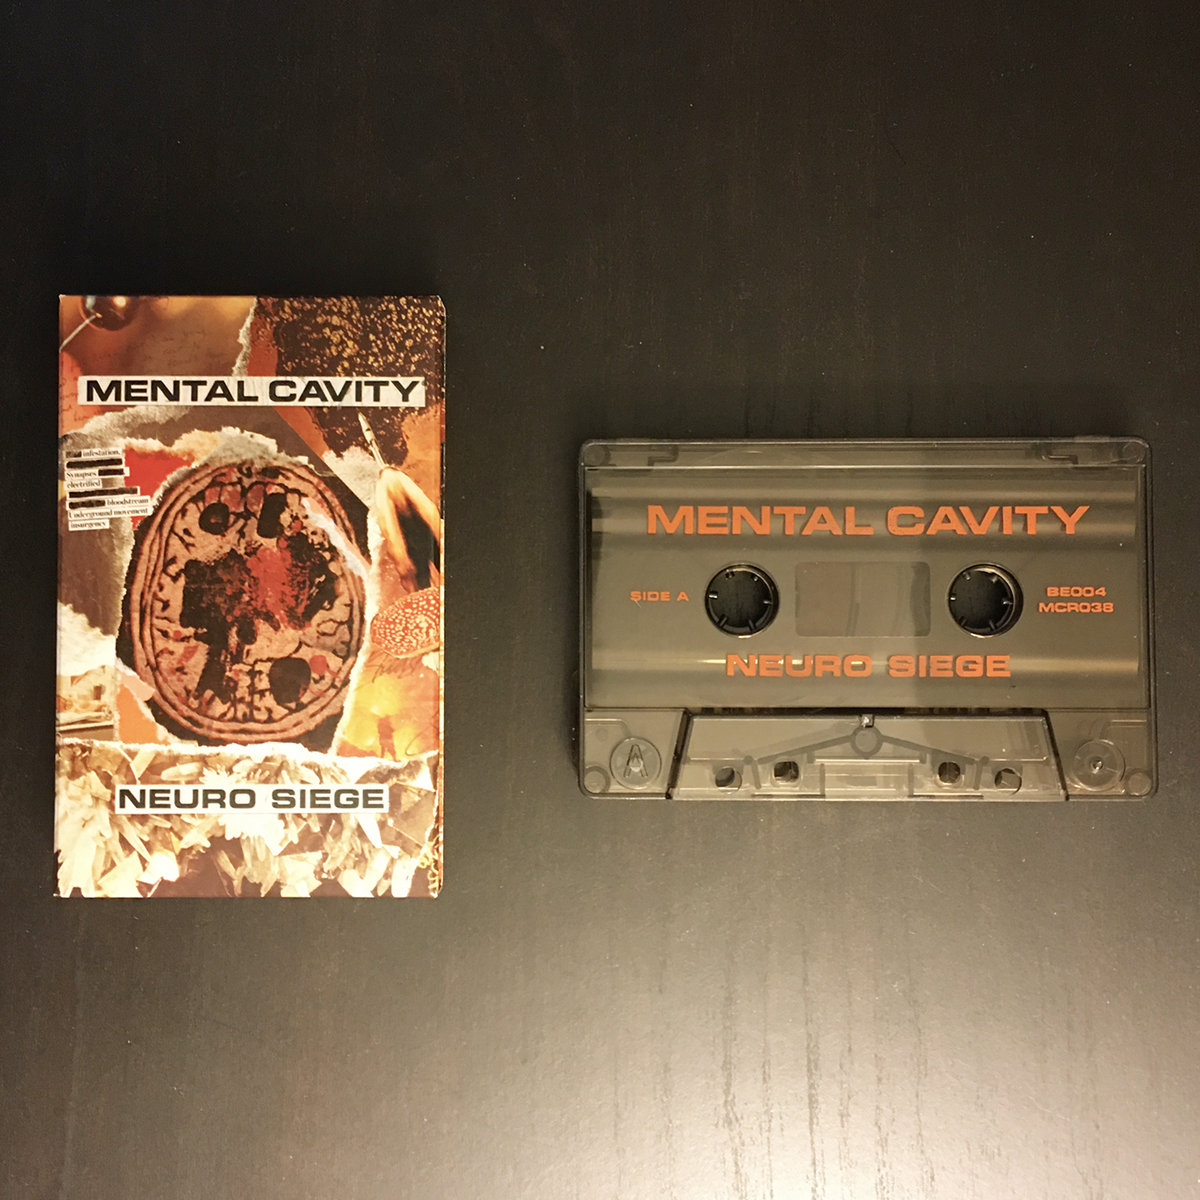 MENTAL CAVITY
infestation,
Synapses
electrified
bloodstream
Underground movement
insurgency
NEURO SIEGE
MENTAL CAVITY
SIDE A
BE004
MCR038
NEURO SIEGE
A